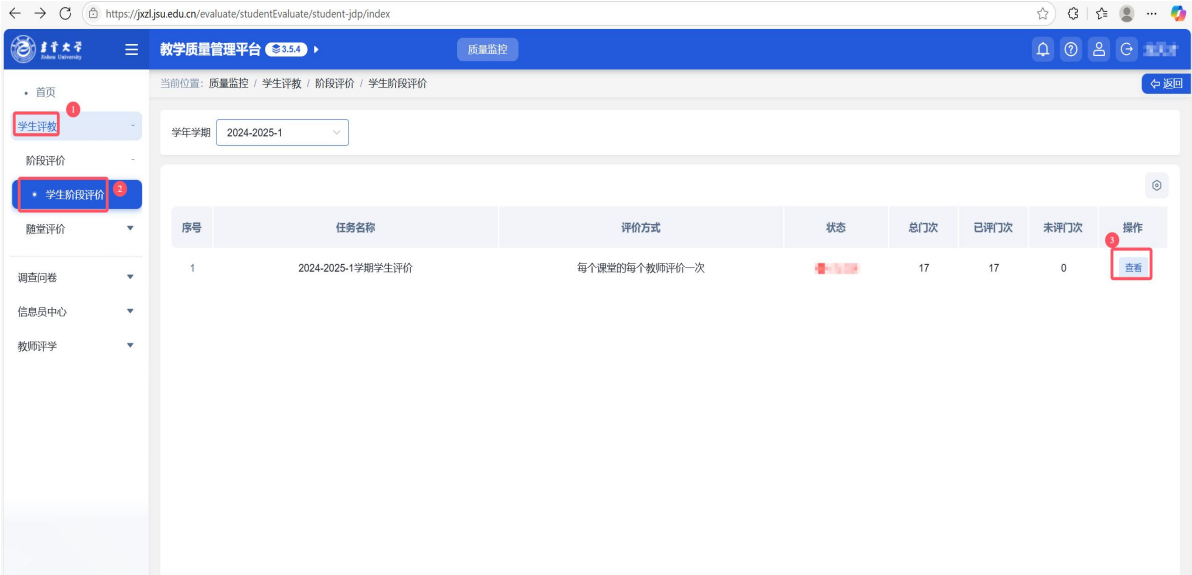 https://jxzl.jsu.edu.cn/evaluate/studentEvaluate/student-jdp/index
吉首大学 教学质量管理平台 3.5.4 质量监控
Jishou University
当前位置：质量监控 / 学生评教 / 阶段评价 / 学生阶段评价 返回
首页
1
学生评教
学年学期 2024-2025-1
阶段评价
学生阶段评价 2
随堂评价
序号 任务名称 评价方式 状态 总门次 已评门次 未评门次 操作
3
1 2024-2025-1学期学生评价 每个课堂的每个教师评价一次 17 17 0 查看
调查问卷
信息员中心
教师评学